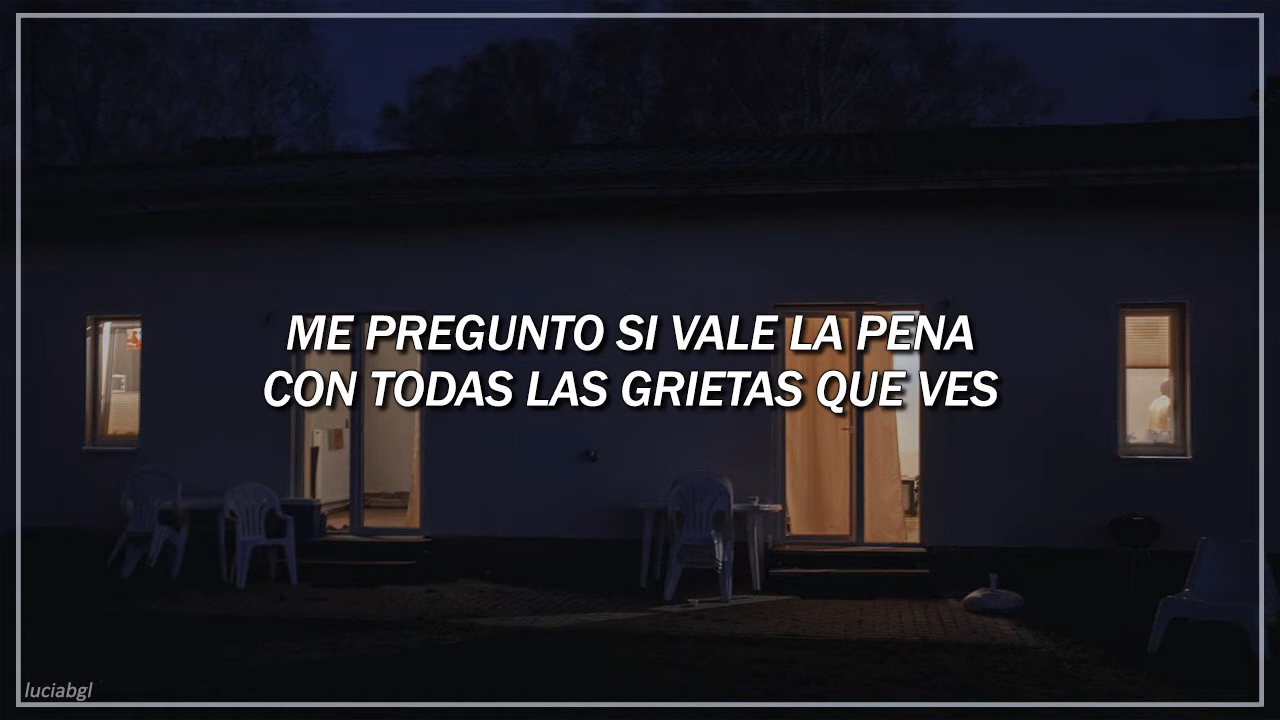 ME PREGUNTO SI VALE LA PENA
CON TODAS LAS GRIETAS QUE VES
luciabgl